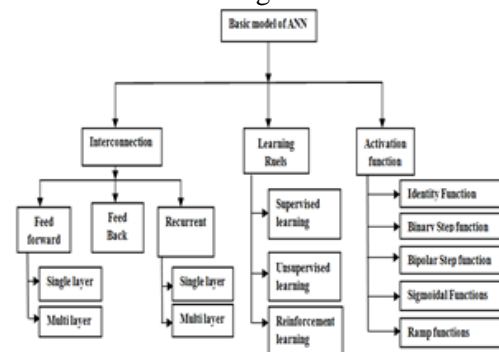 Basic model of ANN
Interconnection
Learning
Ruels
Activation
function
Feed
forward
Feed
Back
Recurrent
Single layer
Multi layer
Single layer
Multi layer
Supervised
learning
Unsupervised
learning
Reinforcement
learning
Identity Function
Binary Step function
Bipolar Step function
Sigmoidal Functions
Ramp functions